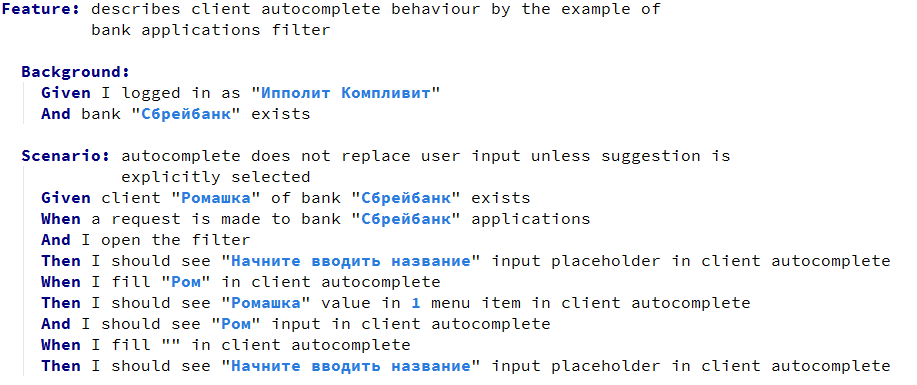 Feature: describes client autocomplete behaviour by the example of
bank applications filter
Background:
Given I logged in as "Ипполит Компливит"
And bank "Сбрейбанк" exists
Scenario: autocomplete does not replace user input unless suggestion is
explicitly selected
Given client "Ромашка" of bank "Сбрейбанк" exists
When a request is made to bank "Сбрейбанк" applications
And I open the filter
Then I should see "Начните вводить название" input placeholder in client autocomplete
When I fill "Ром" in client autocomplete
Then I should see "Ромашка" value in 1 menu item in client autocomplete
And I should see "Ром" input in client autocomplete
When I fill "" in client autocomplete
Then I should see "Начните вводить название" input placeholder in client autocomplete